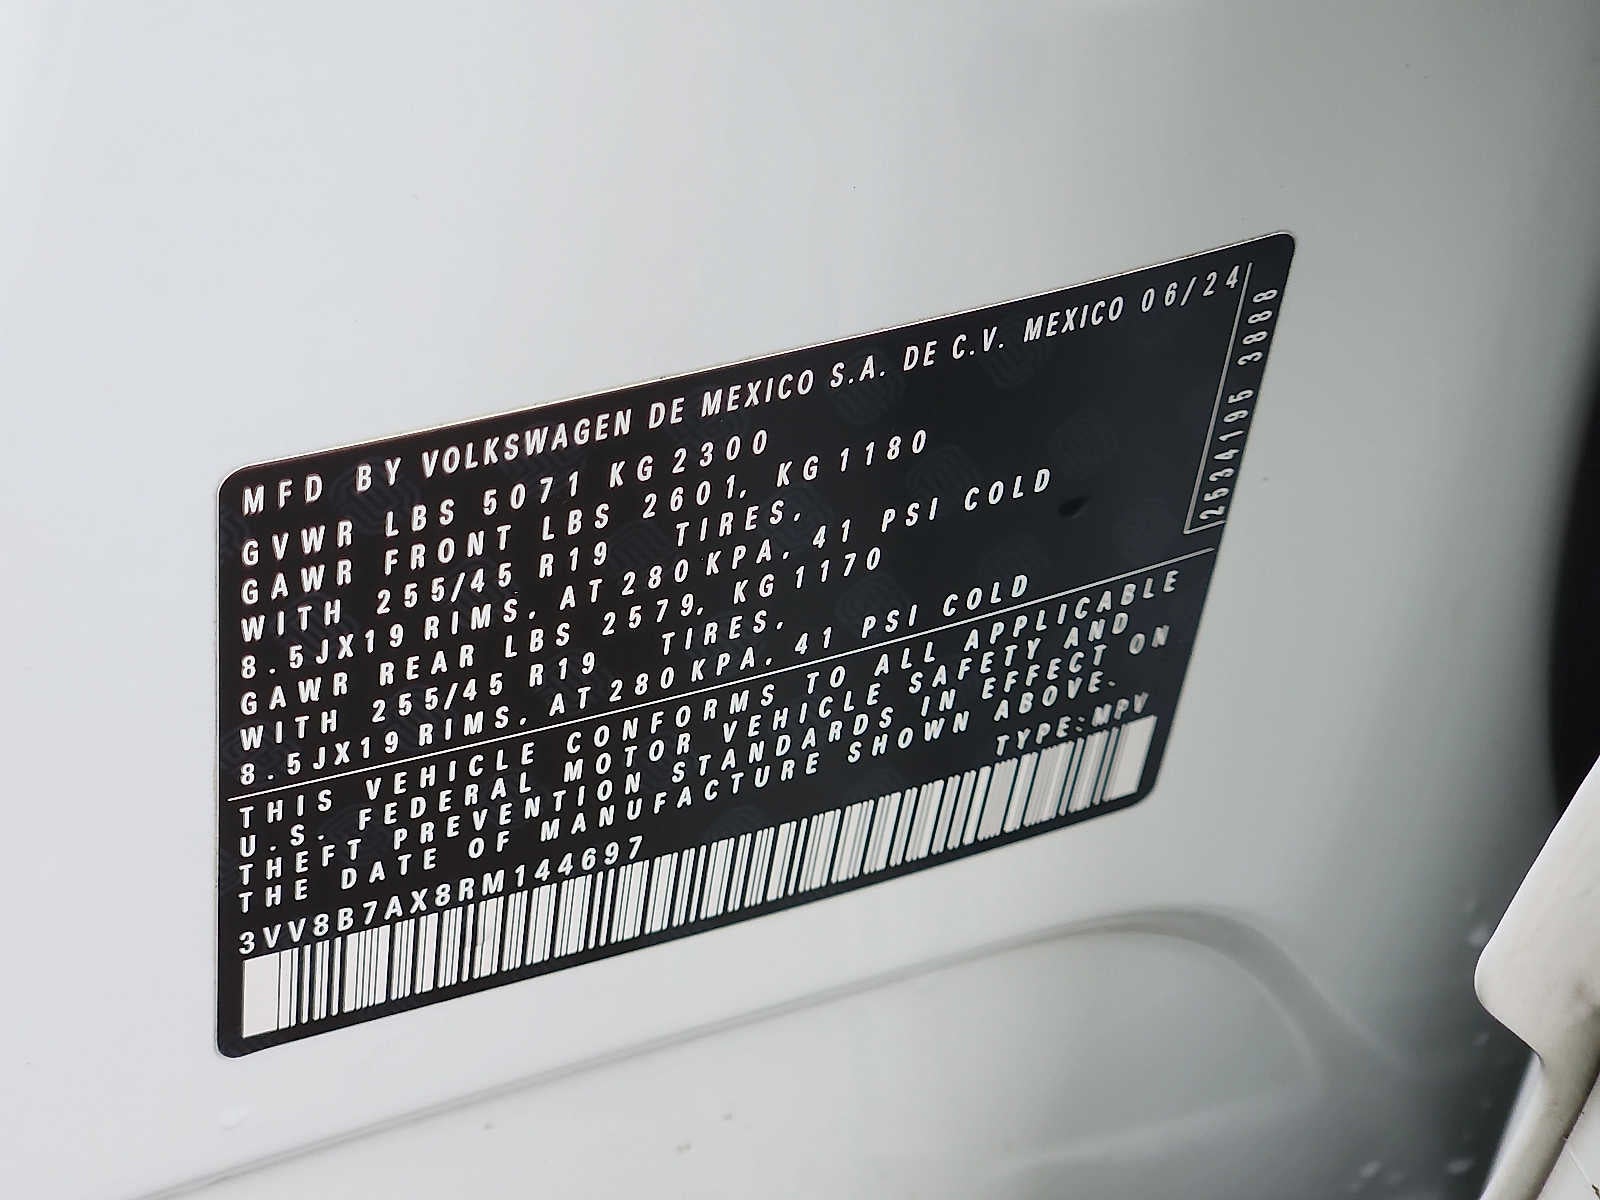 MFD BY VOLKSWAGEN DE MEXICO S.A. DE C.V. MEXICO 06/24
GVWR LBS 5071 KG 2300
GAWR FRONT LBS 2601, KG 1180
WITH 255/45 R19 TIRES,
8.5JX19 RIMS, AT 280 KPA, 41 PSI COLD
GAWR REAR LBS 2579, KG 1170
WITH 255/45 R19 TIRES,
8.5JX19 RIMS, AT 280 KPA, 41 PSI COLD
THIS VEHICLE CONFORMS TO ALL APPLICABLE
U.S. FEDERAL MOTOR VEHICLE SAFETY AND
THEFT PREVENTION STANDARDS IN EFFECT ON
THE DATE OF MANUFACTURE SHOWN ABOVE.
3VV8B7AX8RM144697 TYPE:MPV
2534195 3888